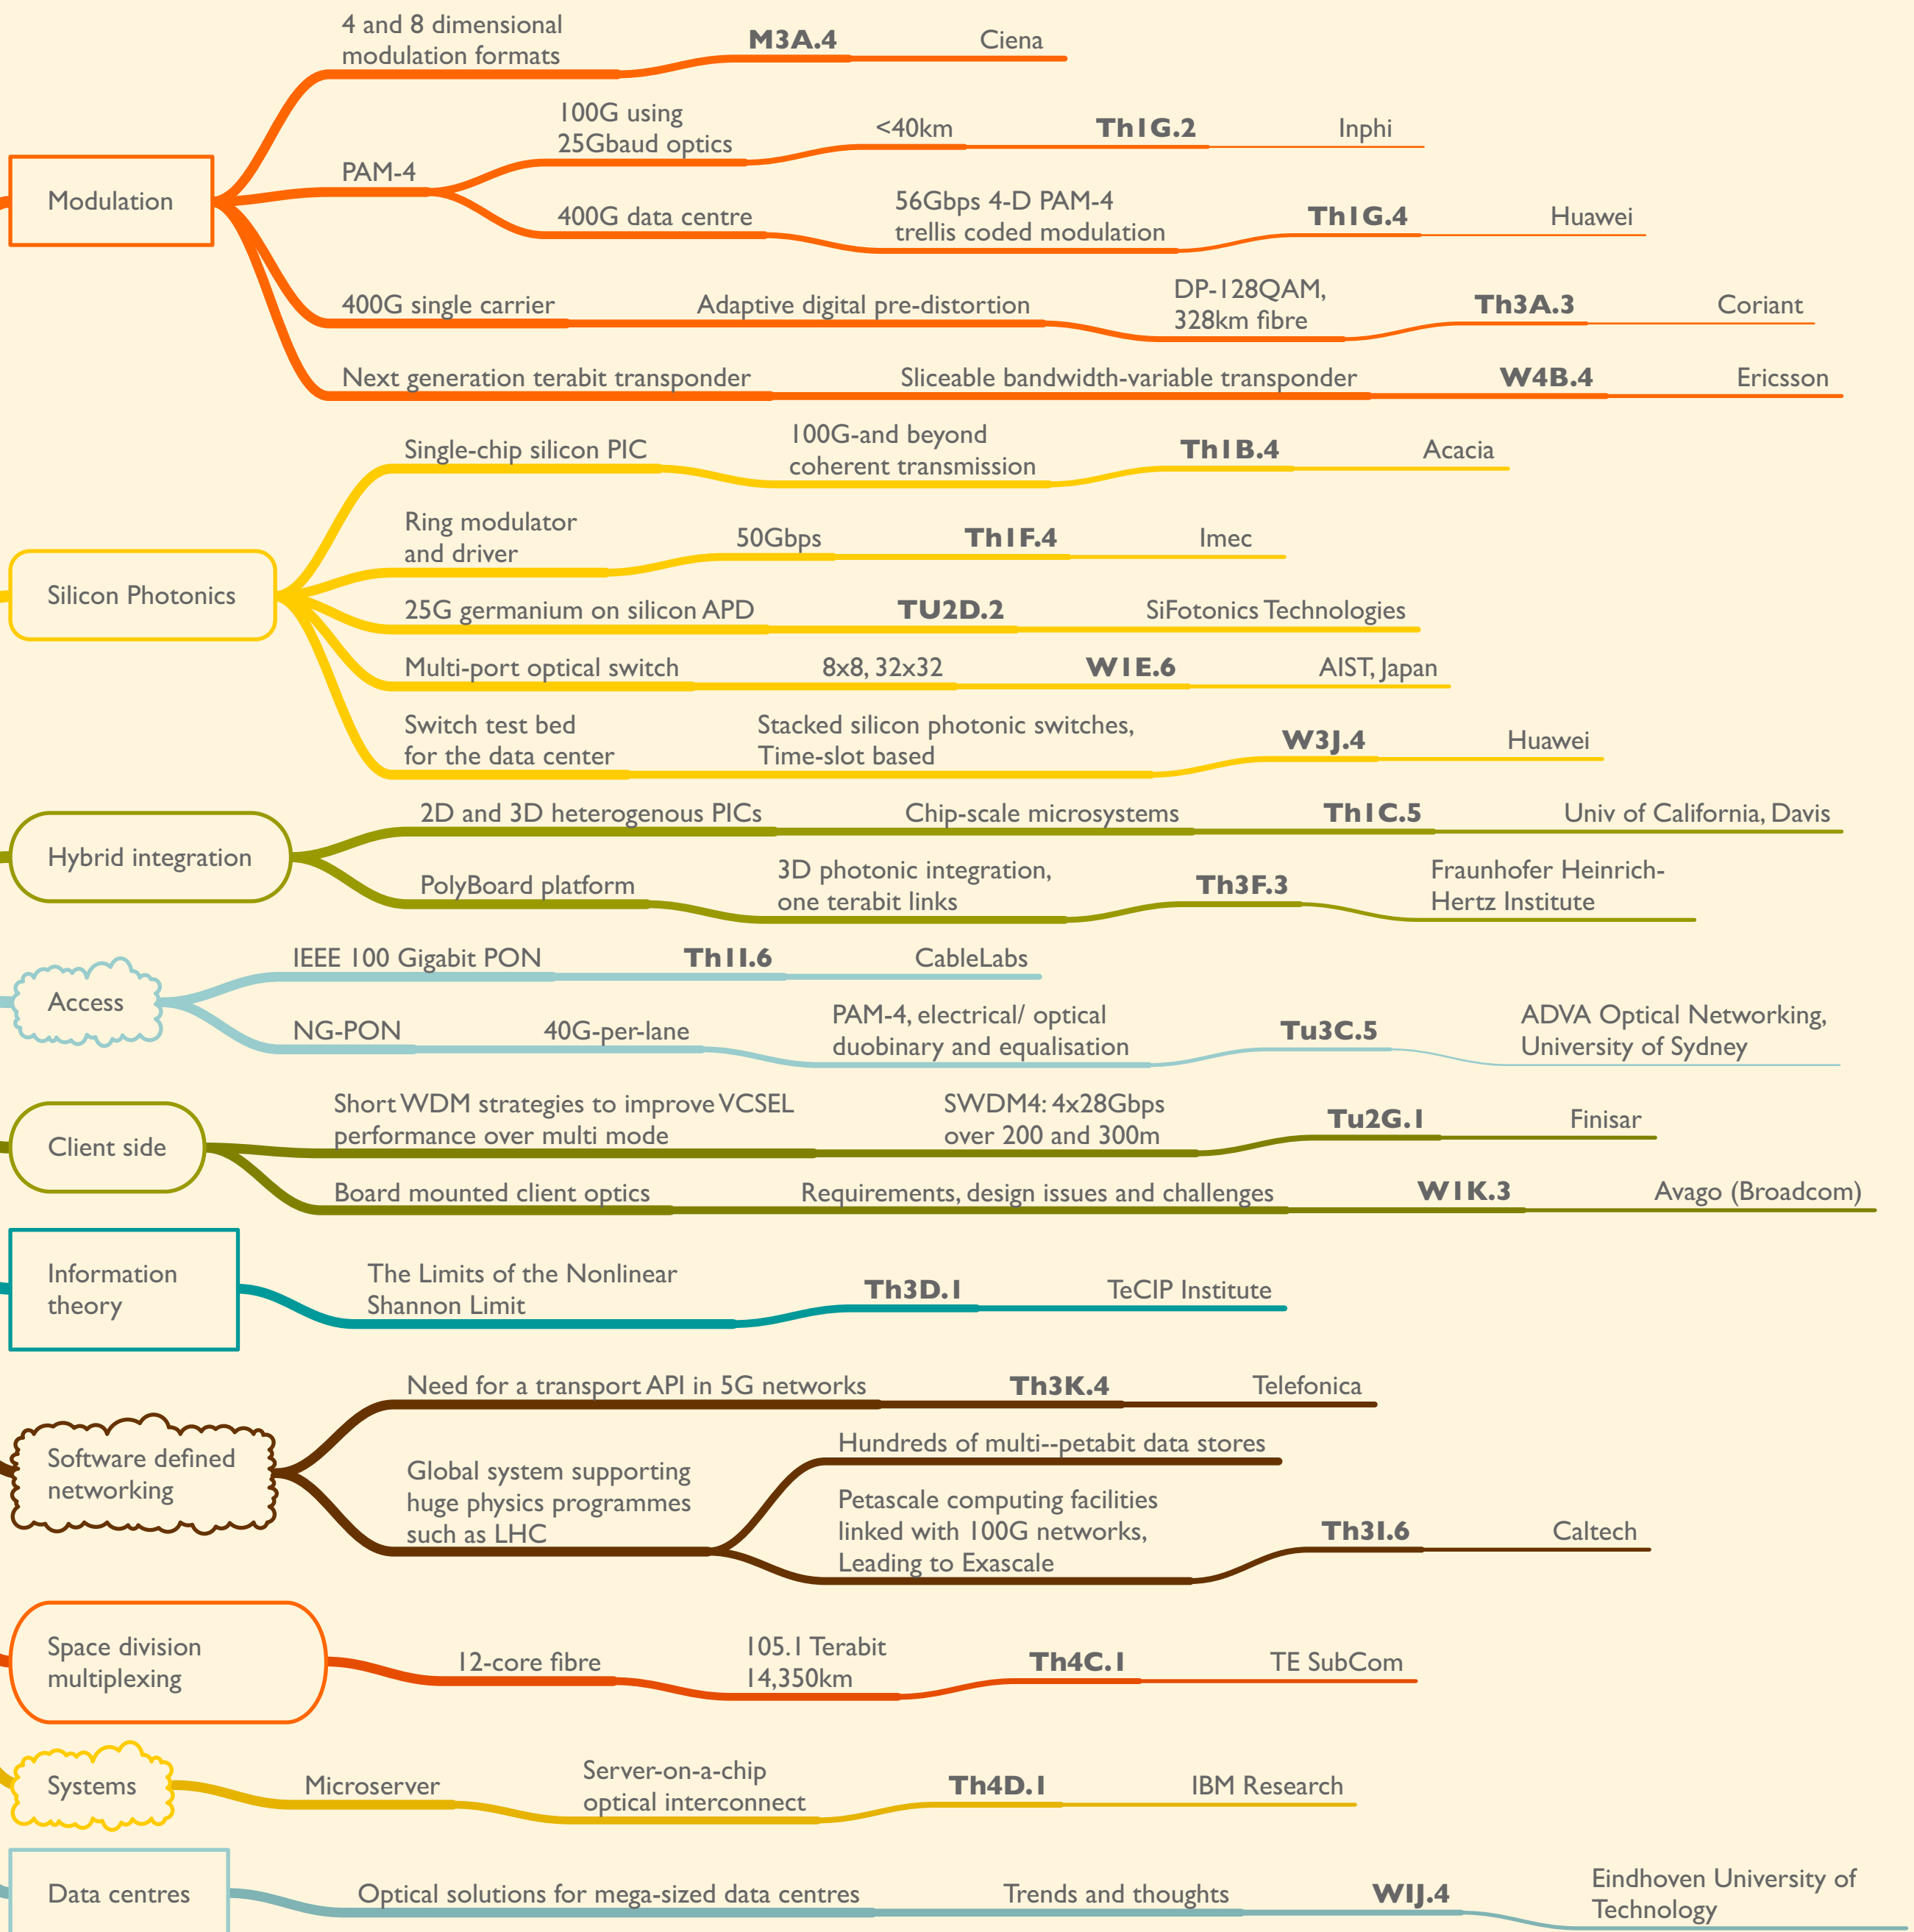 4 and 8 dimensional
modulation formats
M3A.4
Ciena
Modulation
PAM-4
100G using
25Gbaud optics
<40km
Th1G.2
Inphi
400G data centre
56Gbps 4-D PAM-4
trellis coded modulation
Th1G.4
Huawei
400G single carrier
Adaptive digital pre-distortion
DP-128QAM,
328km fibre
Th3A.3
Coriant
Next generation terabit transponder
Sliceable bandwidth-variable transponder
W4B.4
Ericsson
Silicon Photonics
Single-chip silicon PIC
100G-and beyond
coherent transmission
Th1B.4
Acacia
Ring modulator
and driver
50Gbps
Th1F.4
Imec
25G germanium on silicon APD
TU2D.2
SiFotonics Technologies
Multi-port optical switch
8x8, 32x32
W1E.6
AIST, Japan
Switch test bed
for the data center
Stacked silicon photonic switches,
Time-slot based
W3J.4
Huawei
Hybrid integration
2D and 3D heterogenous PICs
Chip-scale microsystems
Th1C.5
Univ of California, Davis
PolyBoard platform
3D photonic integration,
one terabit links
Th3F.3
Fraunhofer Heinrich-
Hertz Institute
Access
IEEE 100 Gigabit PON
Th1I.6
CableLabs
NG-PON
40G-per-lane
PAM-4, electrical/ optical
duobinary and equalisation
Tu3C.5
ADVA Optical Networking,
University of Sydney
Client side
Short WDM strategies to improve VCSEL
performance over multi mode
SWDM4: 4x28Gbps
over 200 and 300m
Tu2G.1
Finisar
Board mounted client optics
Requirements, design issues and challenges
W1K.3
Avago (Broadcom)
Information
theory
The Limits of the Nonlinear
Shannon Limit
Th3D.1
TeCIP Institute
Software defined
networking
Need for a transport API in 5G networks
Th3K.4
Telefonica
Global system supporting
huge physics programmes
such as LHC
Hundreds of multi--petabit data stores
Petascale computing facilities
linked with 100G networks,
Leading to Exascale
Th3I.6
Caltech
Space division
multiplexing
12-core fibre
105.1 Terabit
14,350km
Th4C.1
TE SubCom
Systems
Microserver
Server-on-a-chip
optical interconnect
Th4D.1
IBM Research
Data centres
Optical solutions for mega-sized data centres
Trends and thoughts
WIJ.4
Eindhoven University of
Technology